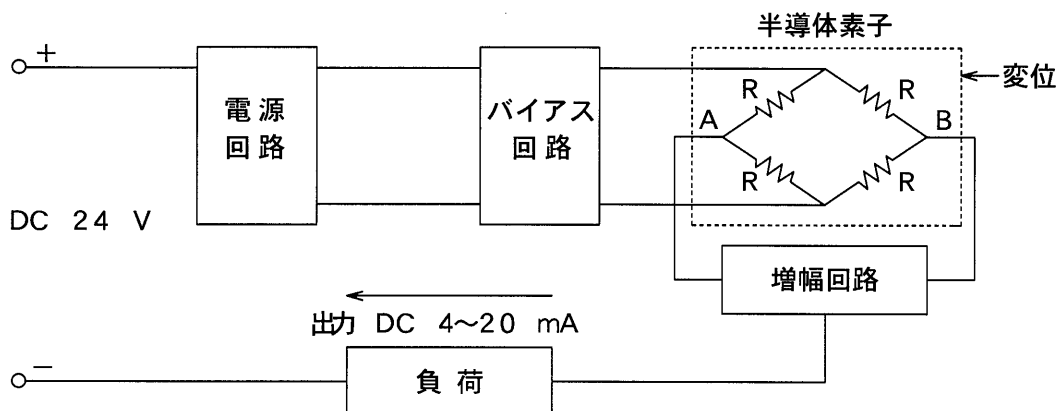 半導体素子
+
変位
電源
回路
バイアス
回路
R
R
A
B
R
R
DC 24 V
増幅回路
出力 DC 4〜20 mA
−
負荷